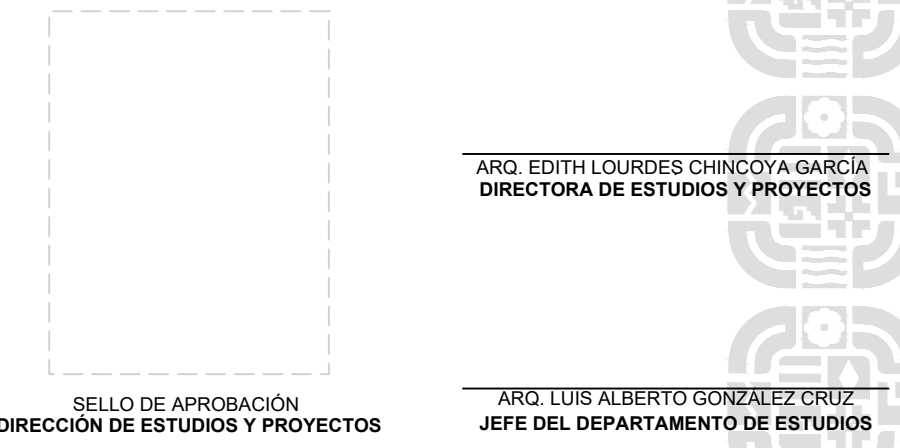 ARQ. EDITH LOURDES CHINCOYA GARCÍA
DIRECTORA DE ESTUDIOS Y PROYECTOS
SELLO DE APROBACIÓN
DIRECCIÓN DE ESTUDIOS Y PROYECTOS
ARQ. LUIS ALBERTO GONZÁLEZ CRUZ
JEFE DEL DEPARTAMENTO DE ESTUDIOS